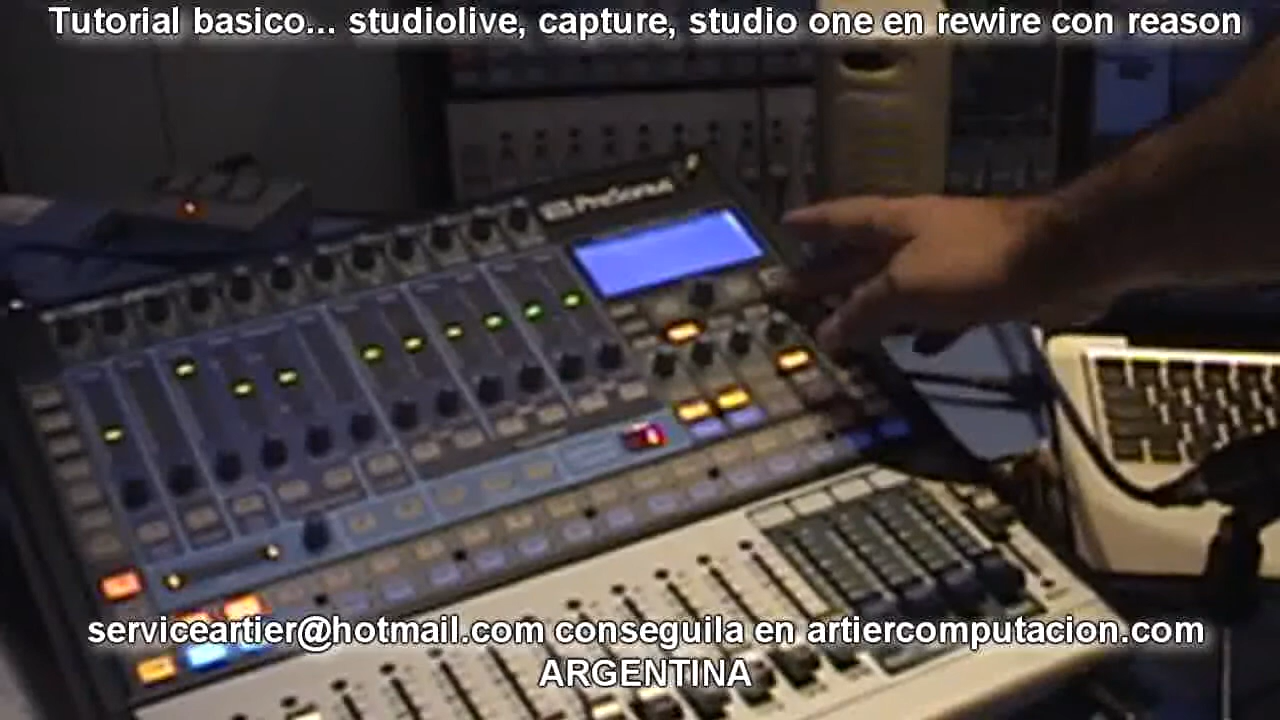 Tutorial basico... studiolive, capture, studio one en rewire con reason
PreSonus
serviceartier@hotmail.com conseguila en artiercomputacion.com
ARGENTINA